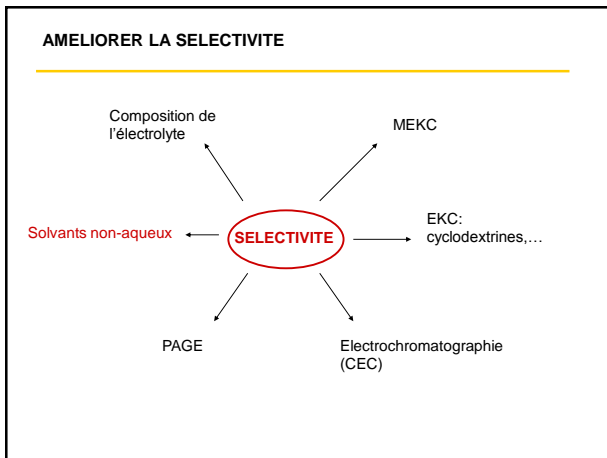 AMELIORER LA SELECTIVITE
Composition de
l'électrolyte
MEKC
Solvants non-aqueux
SELECTIVITE
EKC:
cyclodextrines,…
PAGE
Electrochromatographie
(CEC)